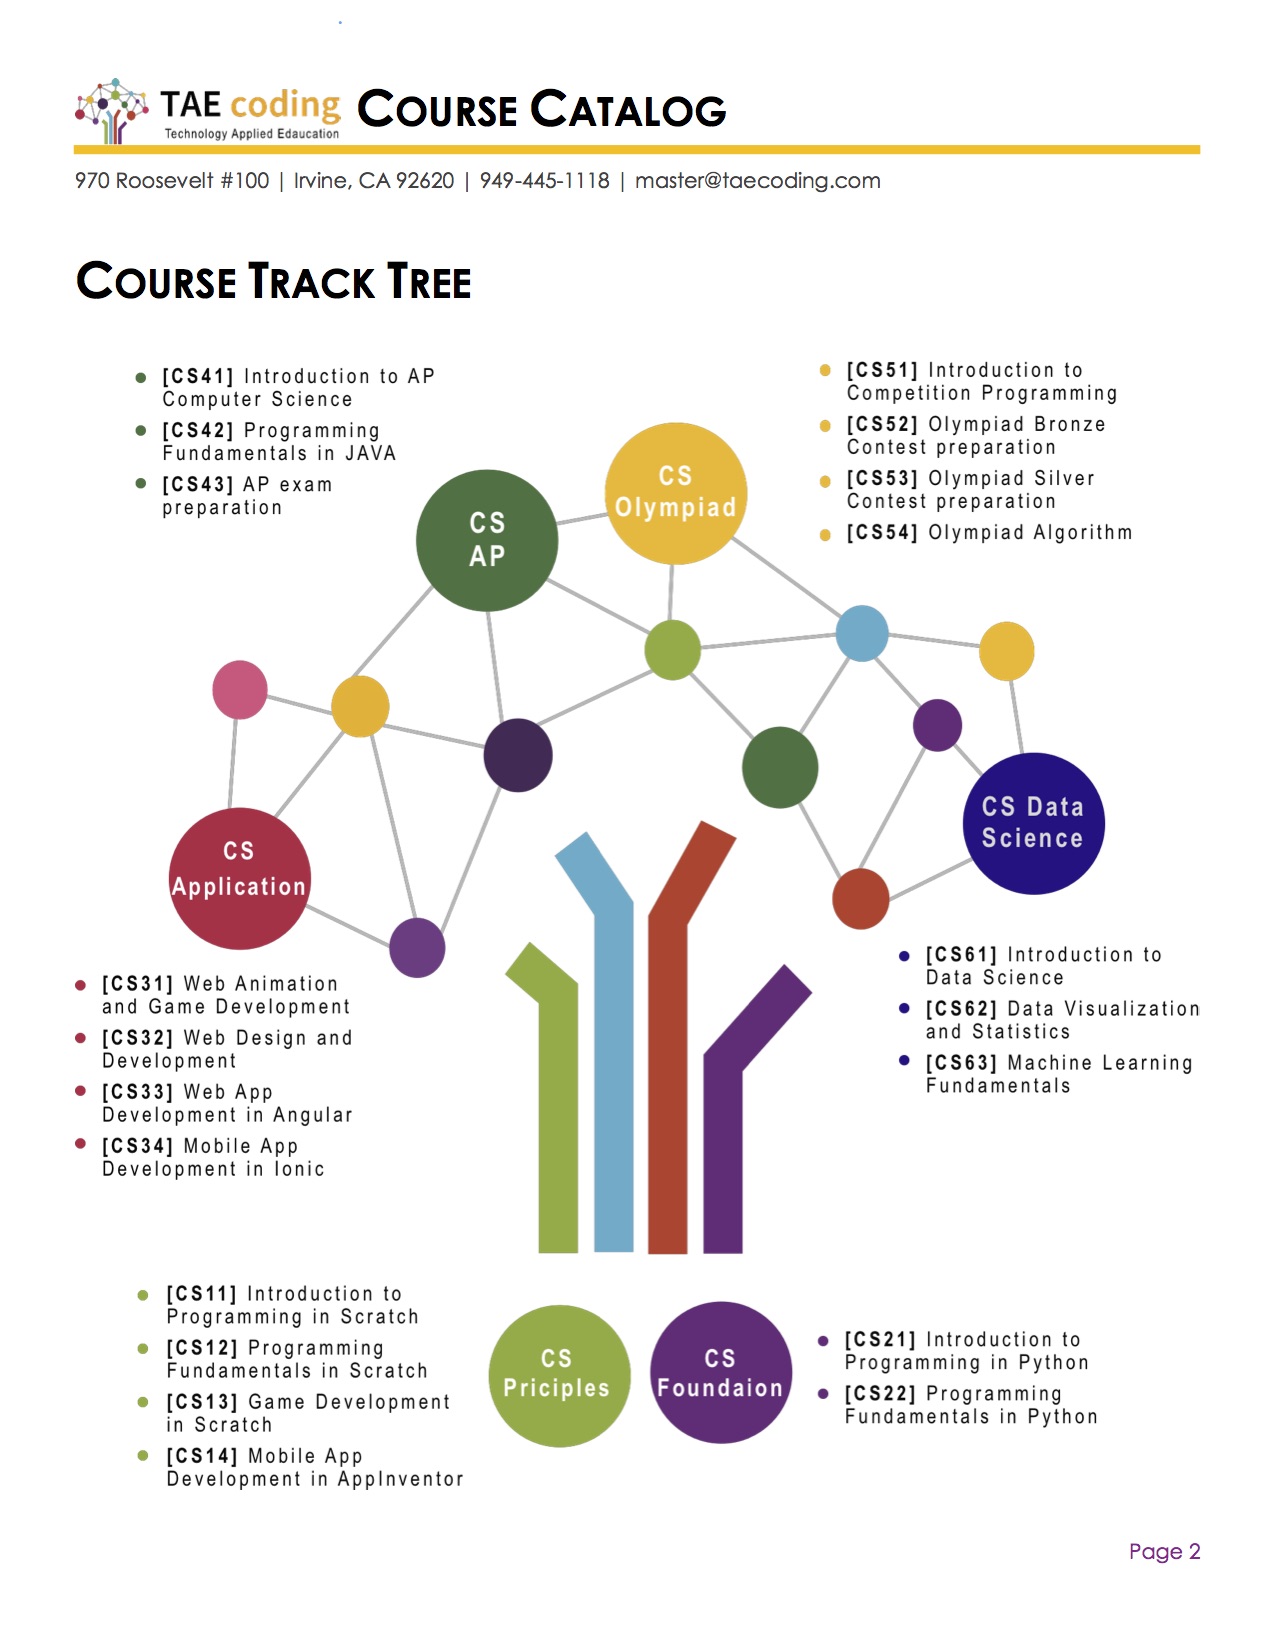 TAE coding COURSE CATALOG
Technology Applied Edaucation
970 Roosevelt #100 | Irvine, CA 92620 | 949-445-1118 | master@taecoding.com
COURSE TRACK TREE
[CS41] Introduction to AP
Computer Science
[CS42] Programming
Fundamentals in JAVA
[CS43] AP exam
preparation
[CS51] Introduction to
Competition Programming
[CS52] Olympiad Bronze
Contest preparation
[CS53] Olympiad Silver
Contest preparation
[CS54] Olympiad Algorithm
CS
AP
CS
Olympiad
CS
Application
CS Data
Science
[CS31] Web Animation
and Game Development
[CS32] Web Design and
Development
[CS33] Web App
Development in Angular
[CS34] Mobile App
Development in Ionic
[CS61] Introduction to
Data Science
[CS62] Data Visualization
and Statistics
[CS63] Machine Learning
Fundamentals
[CS11] Introduction to
Programming in Scratch
[CS12] Programming
Fundamentals in Scratch
[CS13] Game Development
in Scratch
[CS14] Mobile App
Development in AppInventor
CS
Priciples
CS
Foundaion
[CS21] Introduction to
Programming in Python
[CS22] Programming
Fundamentals in Python
Page 2